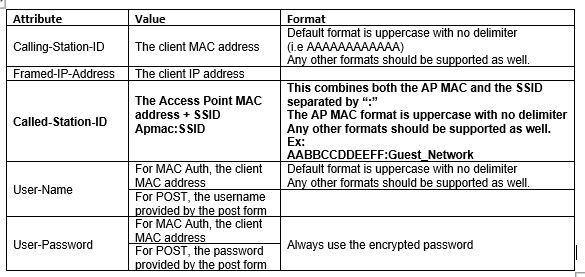 Attribute Value Format
Default format is uppercase with no delimiter
Calling-Station-ID The client MAC address (i.e AAAAAAAAAAAA)
Any other formats should be supported as well.
Framed-IP-Address The client IP address
This combines both the AP MAC and the SSID
separated by “:”
The Access Point MAC The AP MAC format is uppercase with no delimiter
Called-Station-ID address + SSID Any other formats should be supported as well.
Apmac:SSID Ex:
AABBCCDDEEFF:Guest_Network
For MAC Auth, the client Default format is uppercase with no delimiter
User-Name MAC address Any other formats should be supported as well.
For POST, the username
provided by the post form
For MAC Auth, the client
User-Password MAC address Always use the encrypted password
For POST, the password
provided by the post form